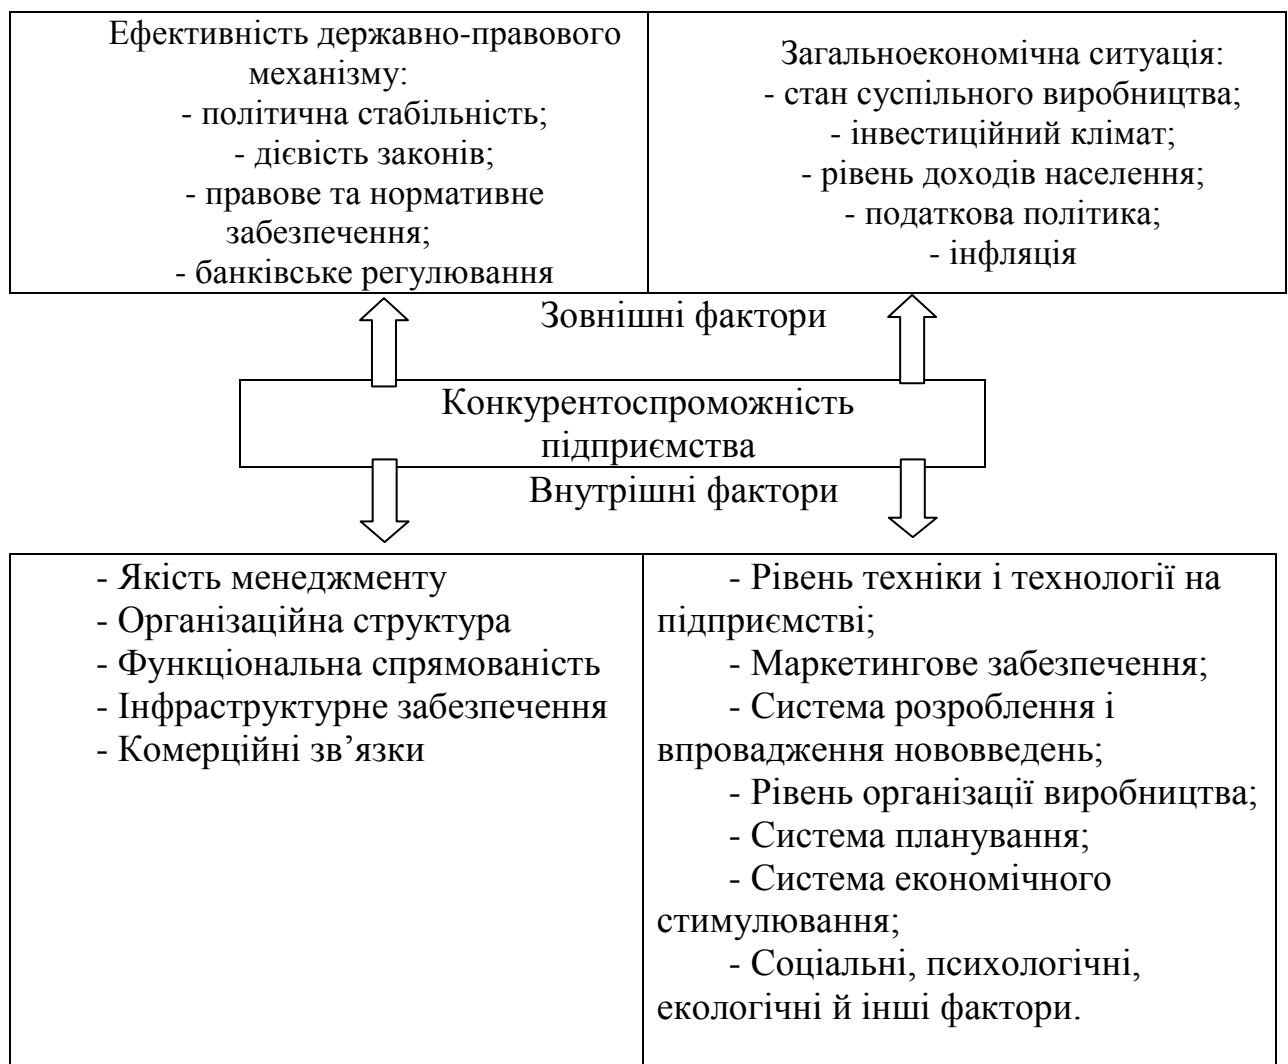 Ефективність державно-правового
механізму:
- політична стабільність;
- дієвість законів;
- правове та нормативне
забезпечення;
- банківське регулювання
Загальноекономічна ситуація:
- стан суспільного виробництва;
- інвестиційний клімат;
- рівень доходів населення;
- податкова політика;
- інфляція
Зовнішні фактори
Конкурентоспроможність
підприємства
Внутрішні фактори
- Якість менеджменту
- Організаційна структура
- Функціональна спрямованість
- Інфраструктурне забезпечення
- Комерційні зв’язки
- Рівень техніки і технології на
підприємстві;
- Маркетингове забезпечення;
- Система розроблення і
впровадження нововведень;
- Рівень організації виробництва;
- Система планування;
- Система економічного
стимулювання;
- Соціальні, психологічні,
екологічні й інші фактори.